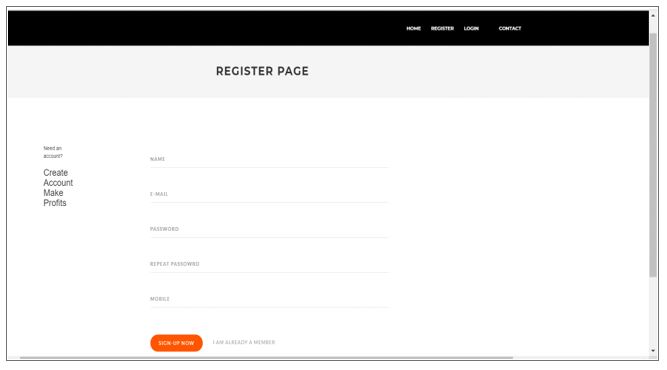 HOME REGISTER LOGIN CONTACT
REGISTER PAGE
Need an
account?
Create
Account
Make
Profits
NAME
E-MAIL
PASSWORD
REPEAT PASSOWRD
MOBILE
SIGN-UP NOW I AM ALREADY A MEMBER